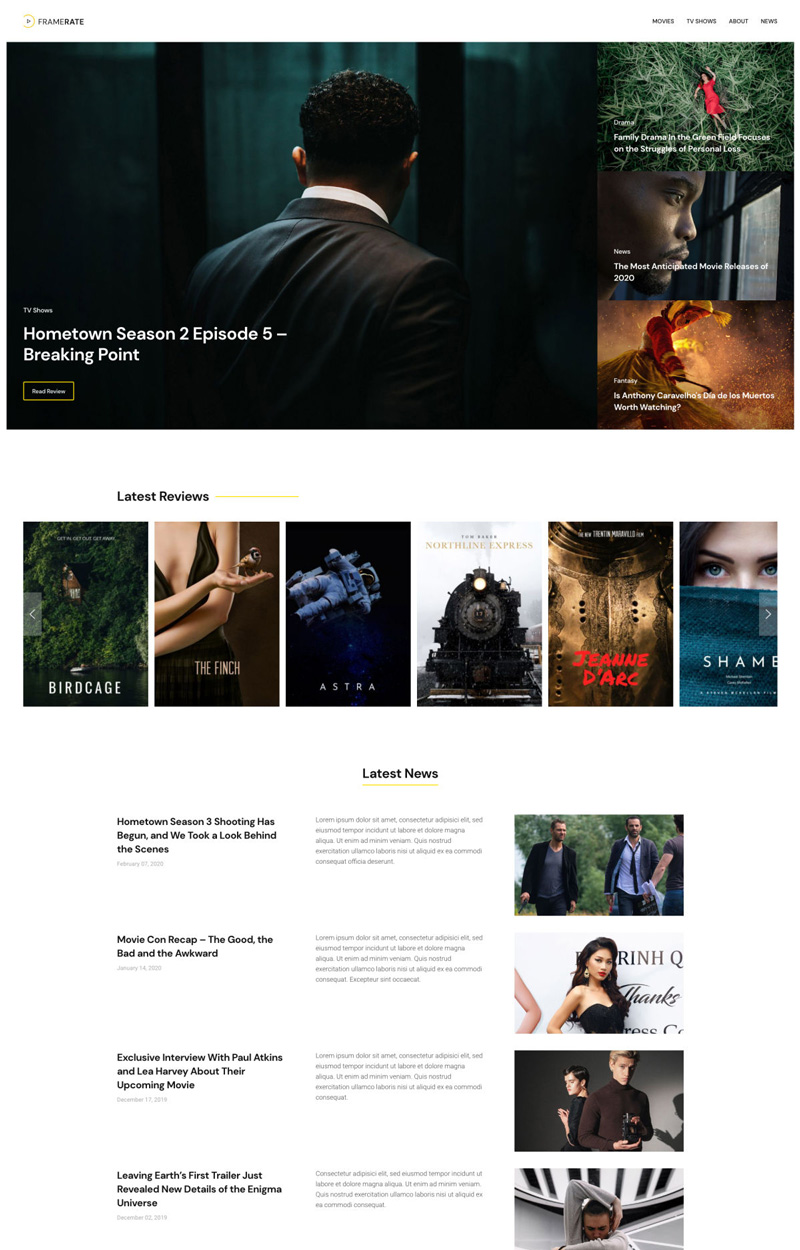 FRAMERATE
MOVIES TV SHOWS ABOUT NEWS
TV Shows
Hometown Season 2 Episode 5 –
Breaking Point
Read Review
Drama
Family Drama In the Green Field Focuses
on the Struggles of Personal Loss
News
The Most Anticipated Movie Releases of
2020
Fantasy
Is Anthony Caravelho's Día de los Muertos
Worth Watching?
Latest Reviews
GET IN. GET OUT. GET AWAY.
BIRDCAGE
THE FINCH
ASTRA
TOM BAKER
NORTHLINE EXPRESS
THE NEW TRENTIN MARAVILLO FILM
JEANNE
D'ARC
SHAME
Latest News
Hometown Season 3 Shooting Has
Begun, and We Took a Look Behind
the Scenes
February 07, 2020
Lorem ipsum dolor sit amet, consectetur adipisici elit, sed
eiusmod tempor incidunt ut labore et dolore magna
aliqua. Ut enim ad minim veniam. Quis nostrud
exercitation ullamco laboris nisi ut aliquid ex ea commodi
consequat officia deserunt.
Movie Con Recap – The Good, the
Bad and the Awkward
January 14, 2020
Lorem ipsum dolor sit amet, consectetur adipisici elit, sed
eiusmod tempor incidunt ut labore et dolore magna
aliqua. Ut enim ad minim veniam. Quis nostrud
exercitation ullamco laboris nisi ut aliquid ex ea commodi
consequat. Excepteur sint occaecat.
RINH Q
Thanks
ress Co
Exclusive Interview With Paul Atkins
and Lea Harvey About Their
Upcoming Movie
December 17, 2019
Lorem ipsum dolor sit amet, consectetur adipisici elit, sed
eiusmod tempor incidunt ut labore et dolore magna
aliqua. Ut enim ad minim veniam. Quis nostrud
exercitation ullamco laboris nisi ut aliquid ex ea commodi
consequat.
Leaving Earth's First Trailer Just
Revealed New Details of the Enigma
Universe
December 02, 2019
Consectetur adipisici elit, sed eiusmod tempor incidunt ut
labore et dolore magna aliqua. Ut enim ad minim veniam.
Quis nostrud exercitation ullamco laboris nisi ut aliquid ex
ea commodi consequat.